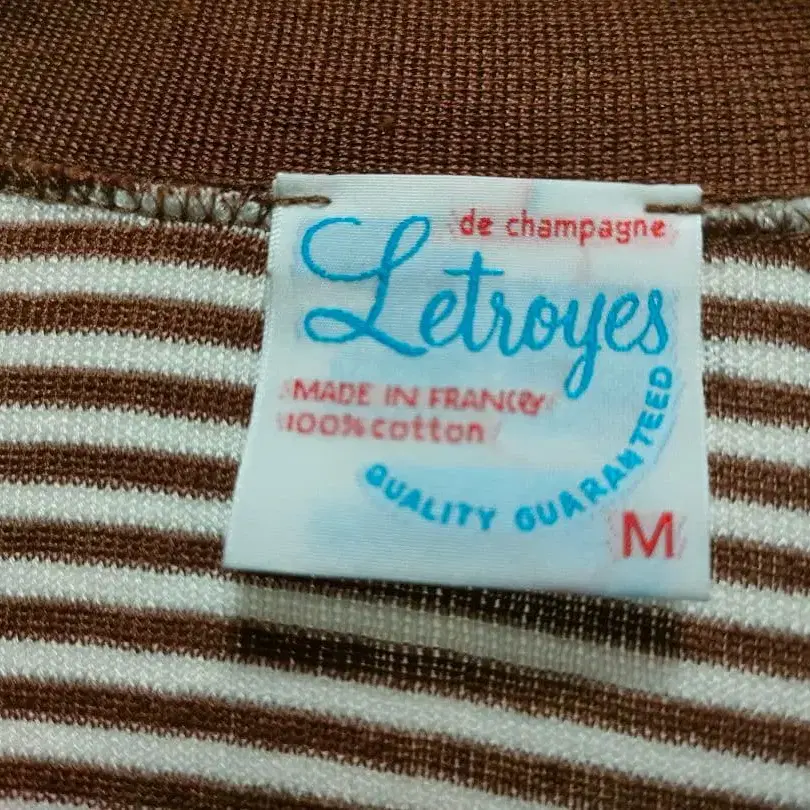 de champagne
Letroyes
MADE IN FRANCE
100% cotton
QUALITY GUARANTEED
M